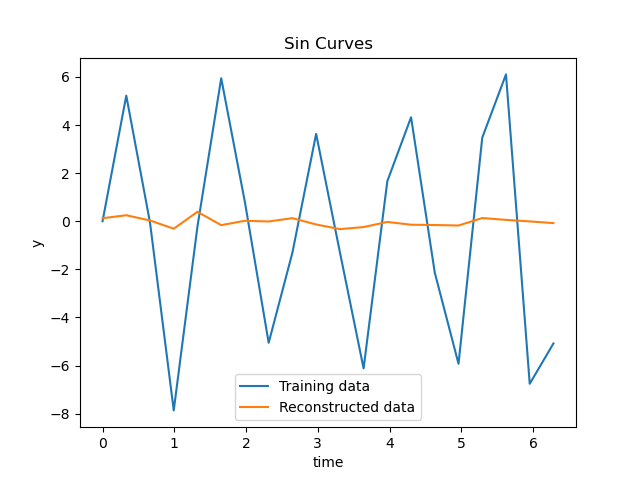 Sin Curves
y
6
4
2
0
−2
−4
−6
−8
Training data
Reconstructed data
0 1 2 3 4 5 6
time